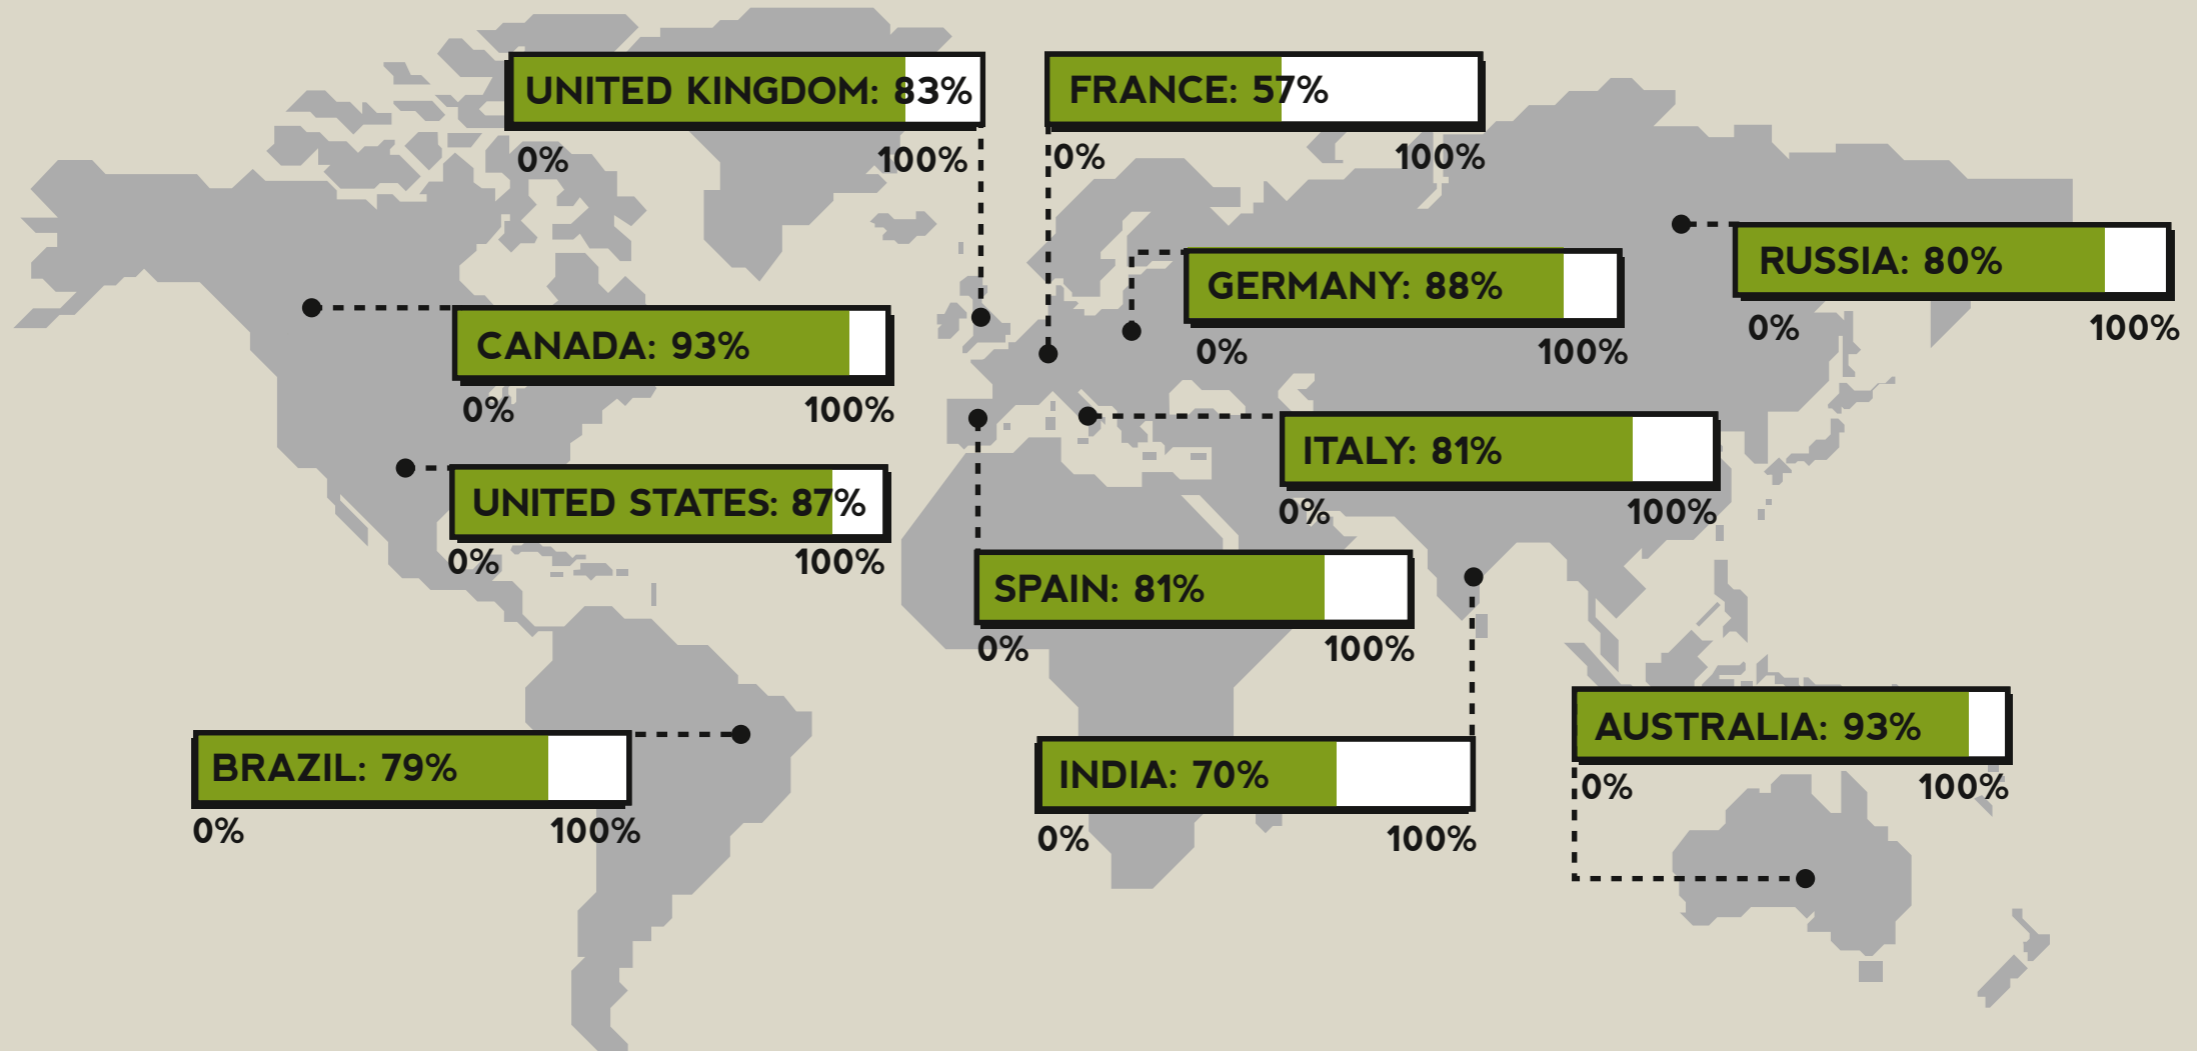 UNITED KINGDOM: 83%
0% 100%
FRANCE: 57%
0% 100%
RUSSIA: 80%
0% 100%
GERMANY: 88%
0% 100%
CANADA: 93%
0% 100%
ITALY: 81%
0% 100%
UNITED STATES: 87%
0% 100%
SPAIN: 81%
0% 100%
AUSTRALIA: 93%
0% 100%
BRAZIL: 79%
0% 100%
INDIA: 70%
0% 100%